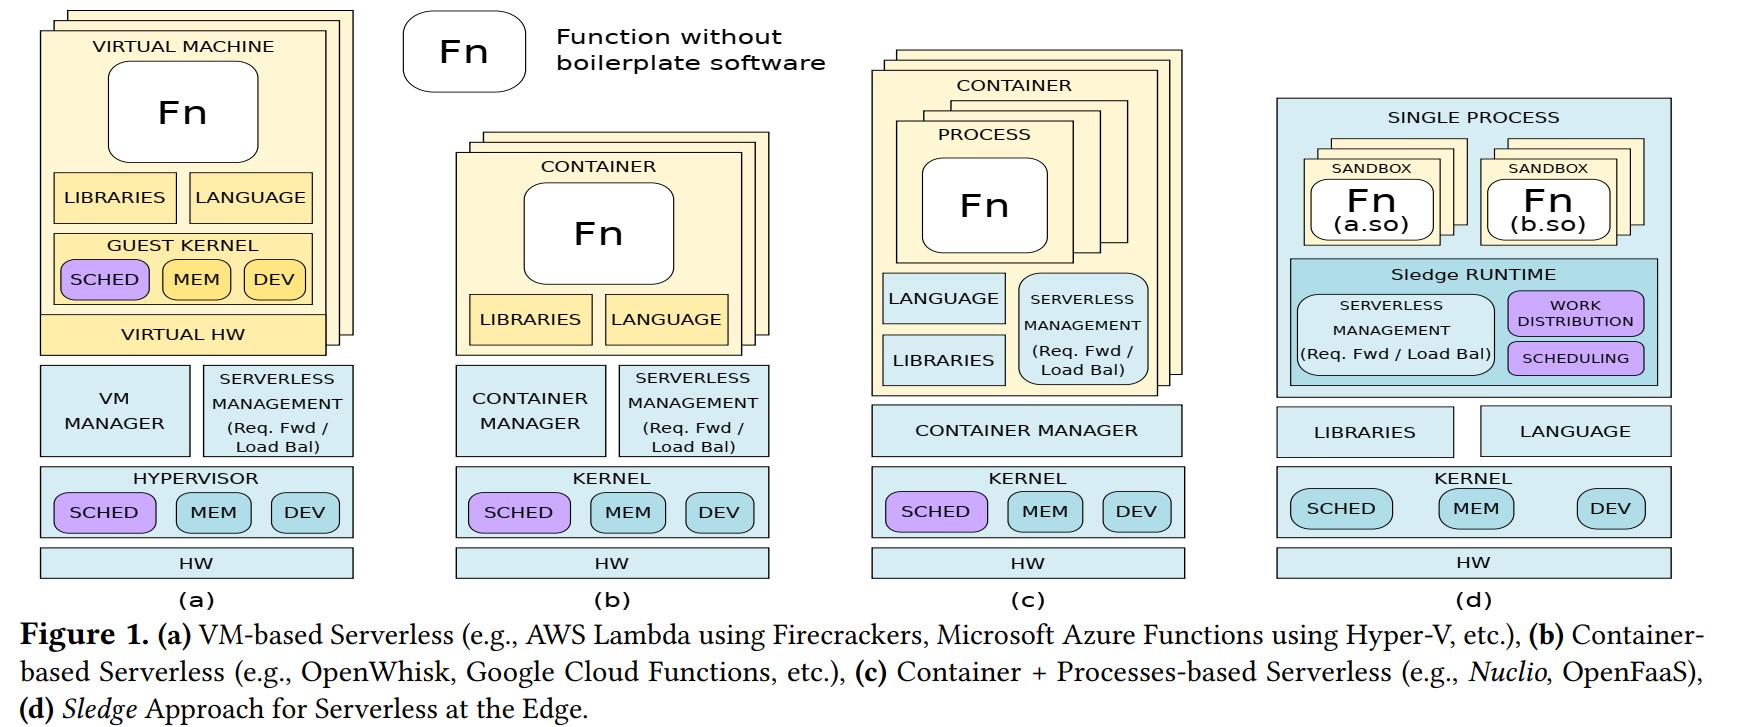 VIRTUAL MACHINE
Fn
LIBRARIES
LANGUAGE
GUEST KERNEL
SCHED
MEM
DEV
VIRTUAL HW
VM
MANAGER
SERVERLESS
MANAGEMENT
(Req. Fwd /
Load Bal)
HYPERVISOR
SCHED
MEM
DEV
HW
(a)
Fn
Function without
boilerplate software
CONTAINER
Fn
LIBRARIES
LANGUAGE
CONTAINER
MANAGER
SERVERLESS
MANAGEMENT
(Req. Fwd /
Load Bal)
KERNEL
SCHED
MEM
DEV
HW
(b)
CONTAINER
PROCESS
Fn
LANGUAGE
LIBRARIES
SERVERLESS
MANAGEMENT
(Req. Fwd /
Load Bal)
CONTAINER MANAGER
KERNEL
SCHED
MEM
DEV
HW
(c)
SINGLE PROCESS
SANDBOX
Fn
(a.so)
SANDBOX
Fn
(b.so)
Sledge RUNTIME
SERVERLESS
MANAGEMENT
(Req. Fwd / Load Bal)
WORK
DISTRIBUTION
SCHEDULING
LIBRARIES
LANGUAGE
KERNEL
SCHED
MEM
DEV
HW
(d)
Figure 1. (a) VM-based Serverless (e.g., AWS Lambda using Firecrackers, Microsoft Azure Functions using Hyper-V, etc.), (b) Container-
based Serverless (e.g., OpenWhisk, Google Cloud Functions, etc.), (c) Container + Processes-based Serverless (e.g., Nuclio, OpenFaaS),
(d) Sledge Approach for Serverless at the Edge.